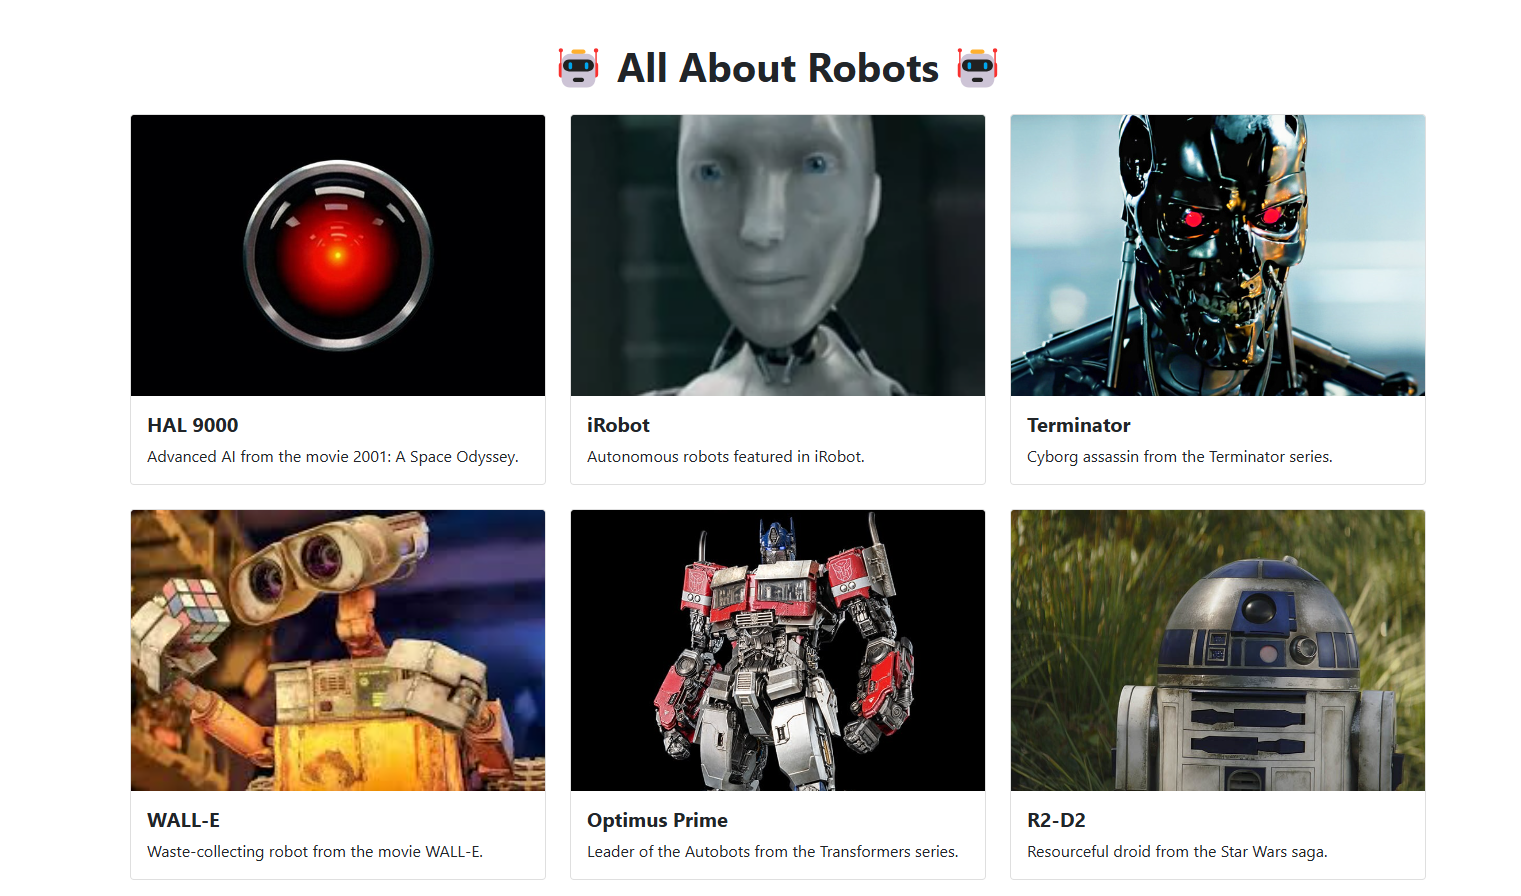 🤖 All About Robots 🤖
HAL 9000
Advanced AI from the movie 2001: A Space Odyssey.
iRobot
Autonomous robots featured in iRobot.
Terminator
Cyborg assassin from the Terminator series.
WALL-E
Waste-collecting robot from the movie WALL-E.
Optimus Prime
Leader of the Autobots from the Transformers series.
R2-D2
Resourceful droid from the Star Wars saga.